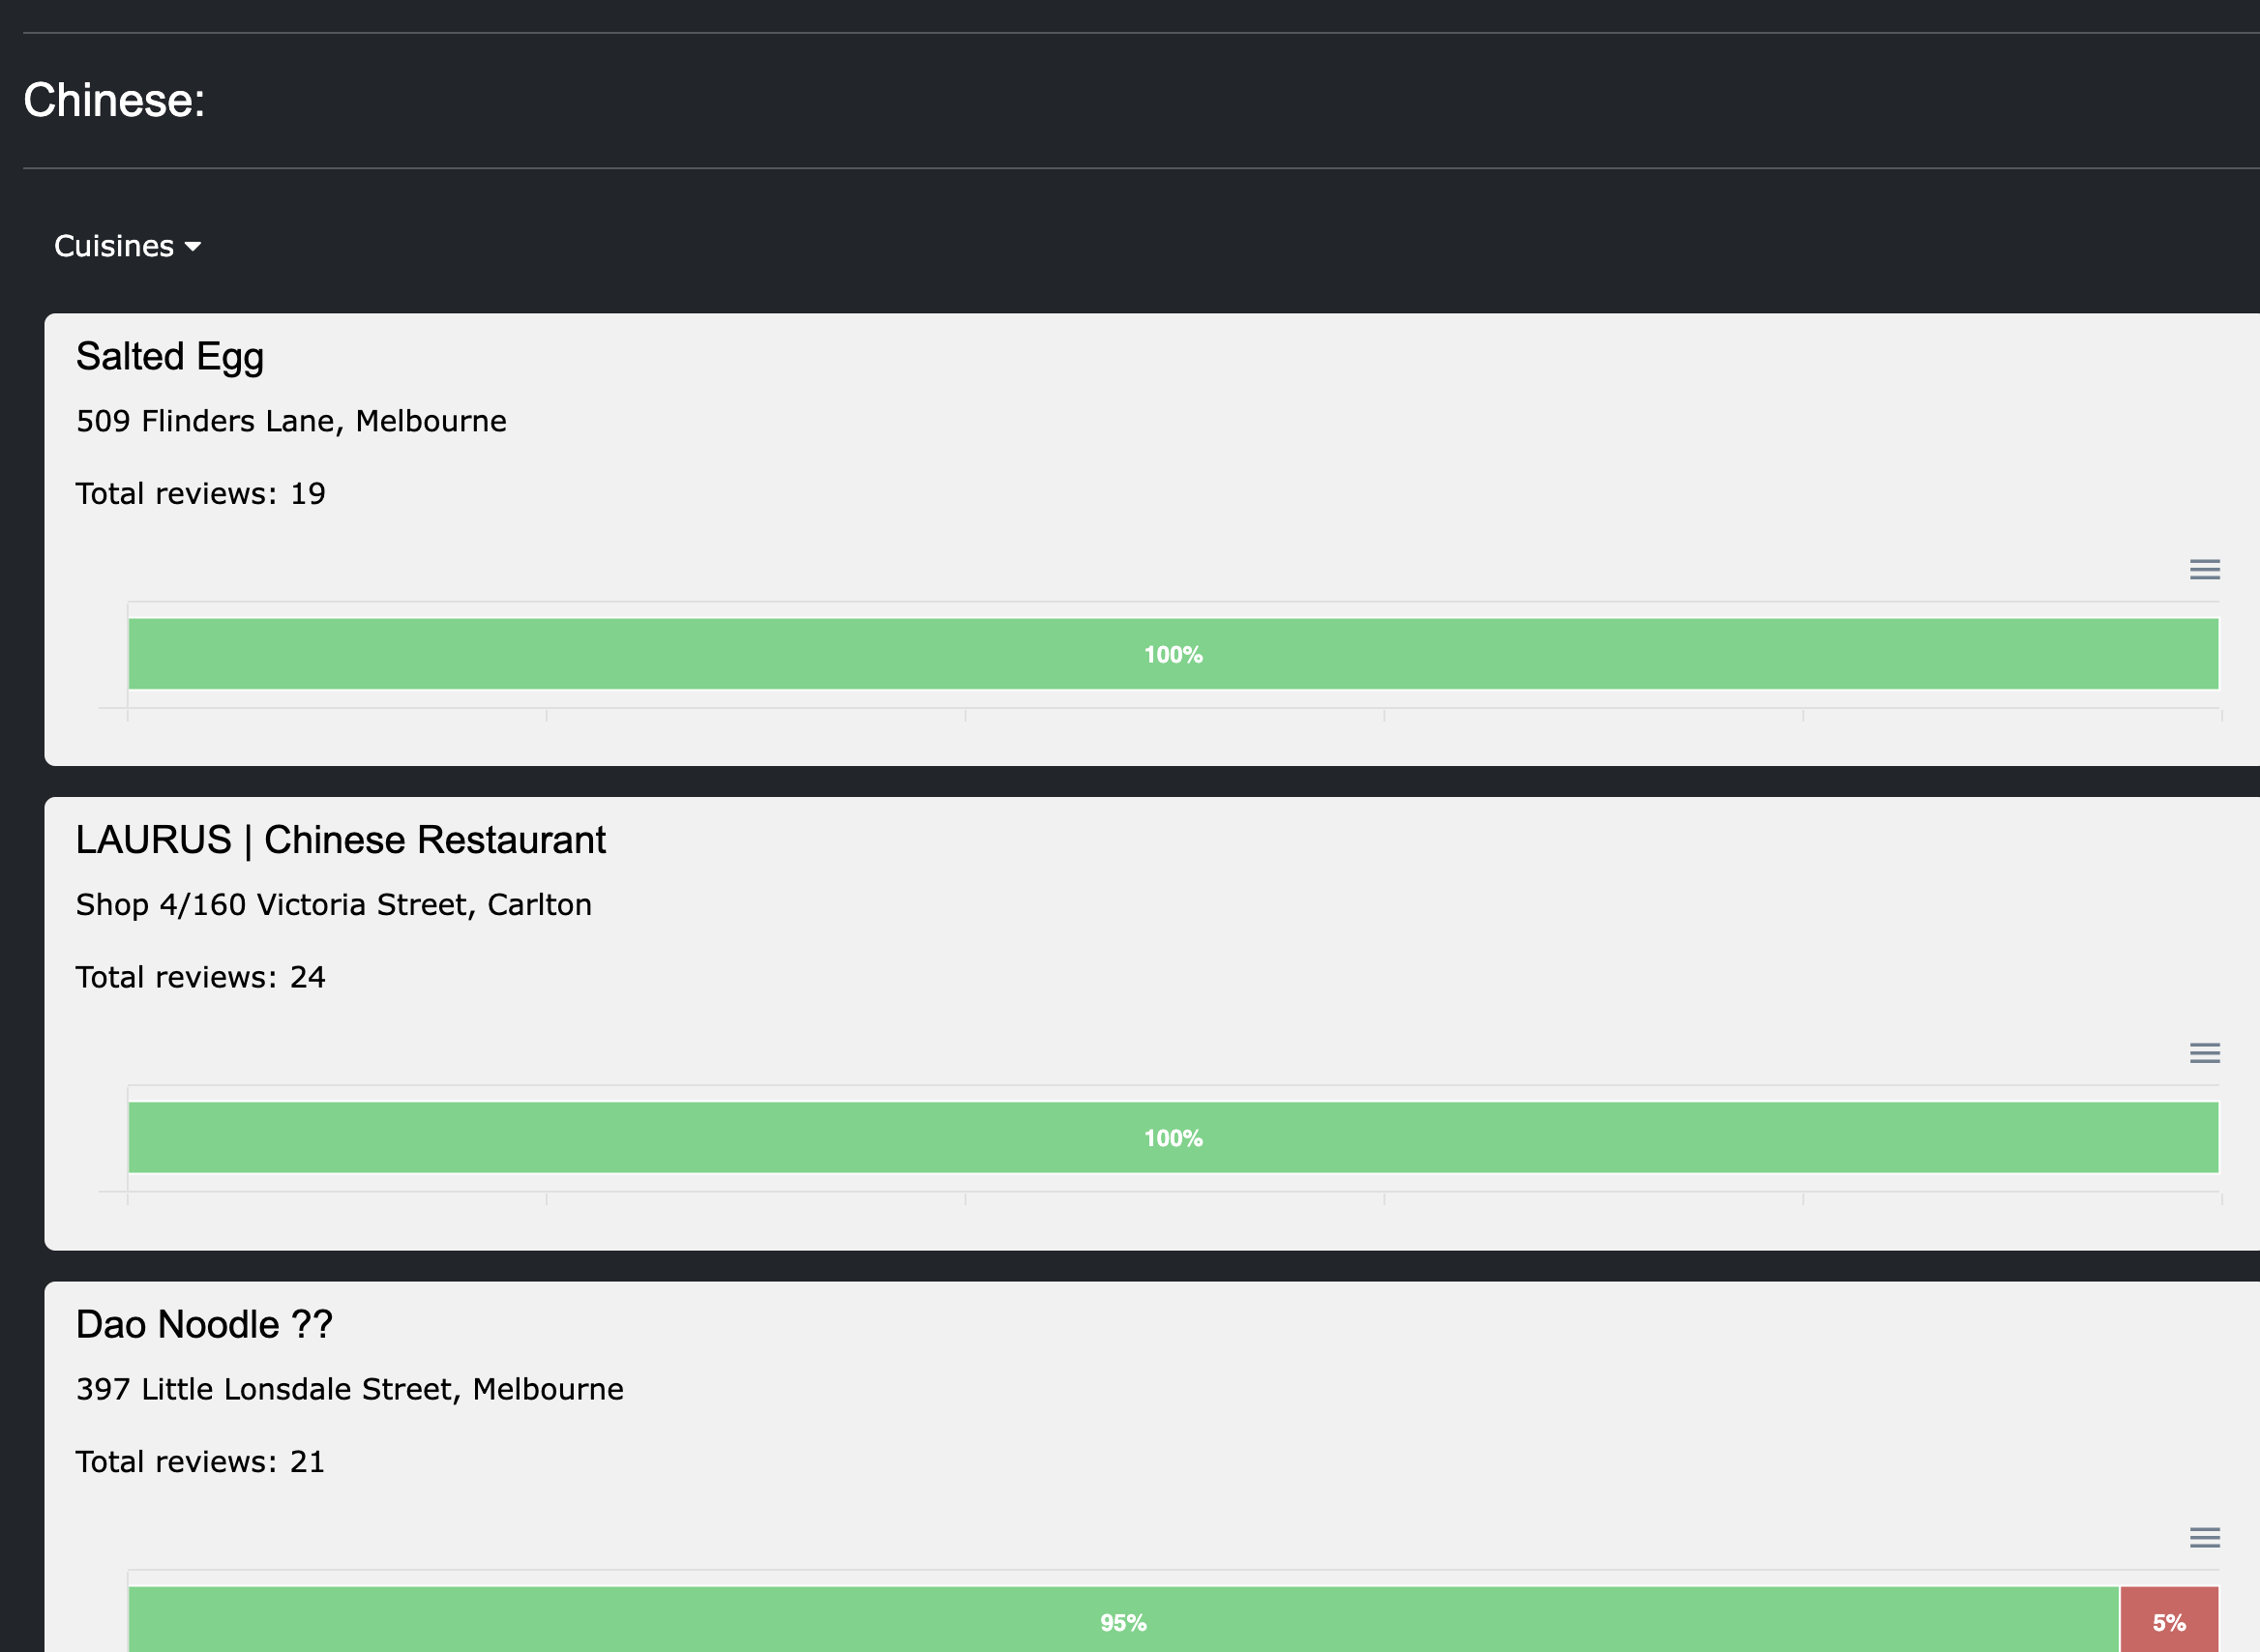 Chinese:
Cuisines
Salted Egg
509 Flinders Lane, Melbourne
Total reviews: 19
100%
LAURUS | Chinese Restaurant
Shop 4/160 Victoria Street, Carlton
Total reviews: 24
100%
Dao Noodle ??
397 Little Lonsdale Street, Melbourne
Total reviews: 21
95% 5%